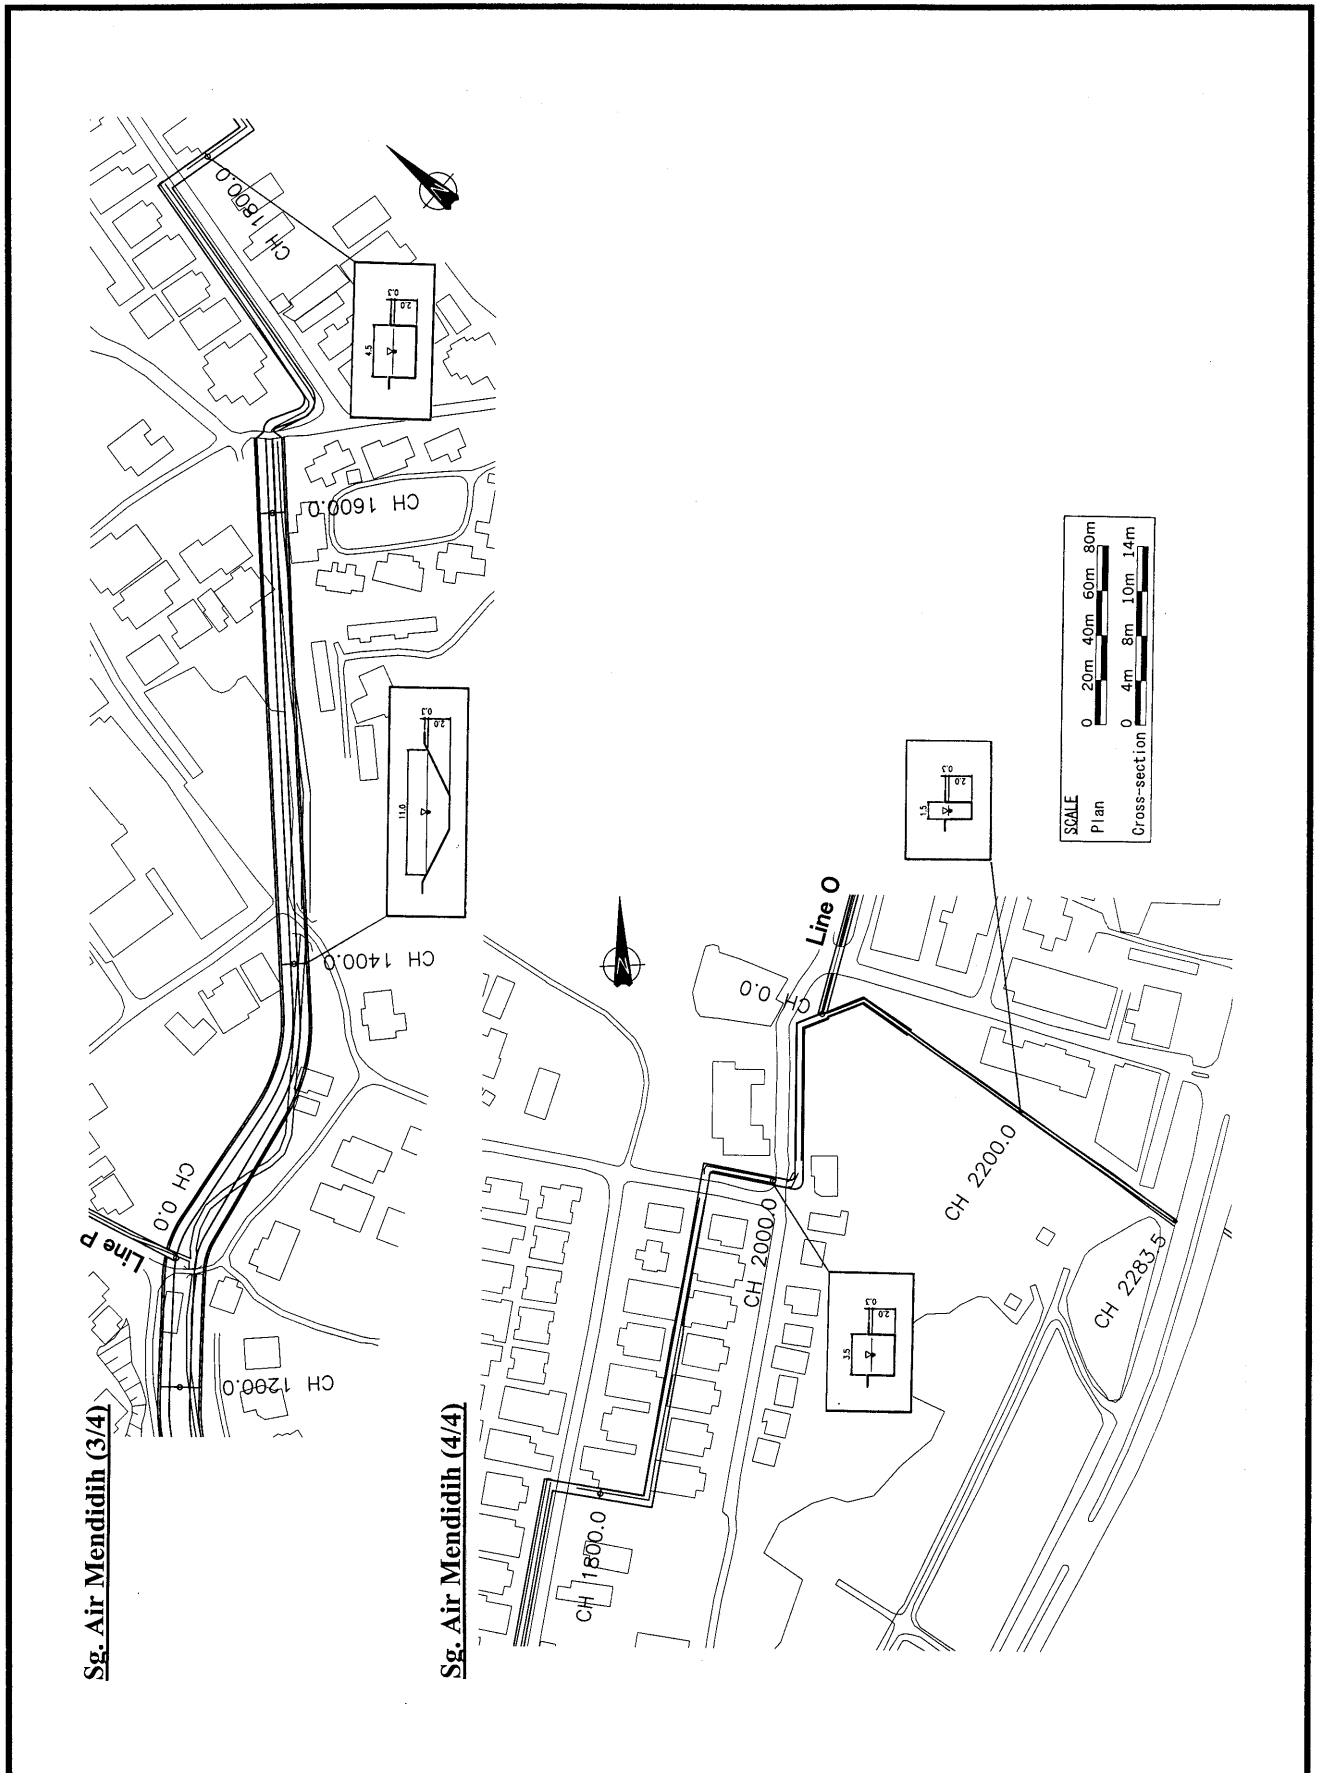 Sg. Air Mendidih (3/4)
CH 1200.0
Line P
CH 0.0
CH 1400.0
11.0
0.3
2.0
CH 1600.0
4.5
0.3
2.0
CH 1800.0
N
Sg. Air Mendidih (4/4)
CH 1800.0
CH 2000.0
3.5
0.3
2.0
N
CH 0.0
Line O
CH 2200.0
1.5
0.3
2.0
CH 2283.5
SCALE
Plan 0 20m 40m 60m 80m
Cross-section 0 4m 8m 10m 14m